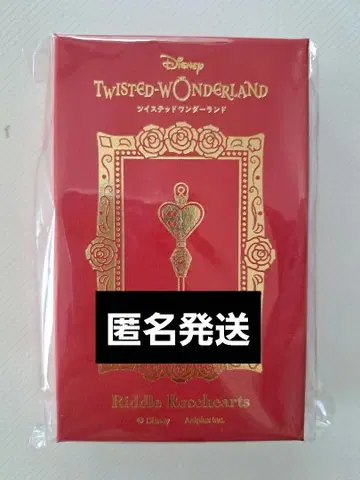 Disney
TWISTED-WONDERLAND
ツイステッドワンダーランド
匿名発送
Riddle Rosehearts
© Disney Aniplex Inc.